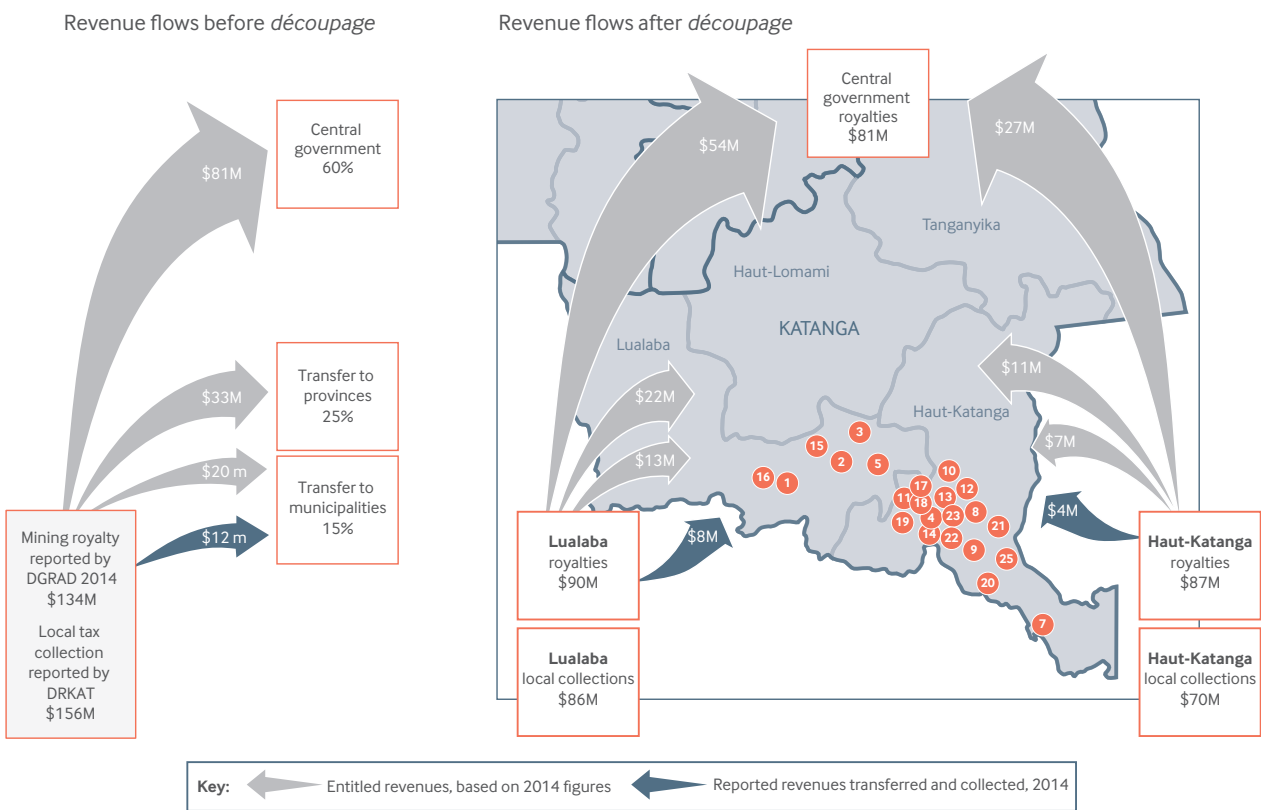 Revenue flows before découpage
Revenue flows after découpage
$81M
Central
government
60%
$33M
Transfer to
provinces
25%
$20 m
Transfer to
municipalities
15%
$12 m
Mining royalty
reported by
DGRAD 2014
$134M
Local tax
collection
reported by
DRKAT
$156M
Central
government
royalties
$81M
$54M
$27M
Tanganyika
Haut-Lomami
KATANGA
Lualaba
Haut-Katanga
$22M
$13M
$11M
$7M
$8M
$4M
3
15
2
5
16
1
10
17
12
11
18
13
8
19
4
23
21
14
22
9
25
20
7
Lualaba
royalties
$90M
Lualaba
local collections
$86M
Haut-Katanga
royalties
$87M
Haut-Katanga
local collections
$70M
Key:
Entitled revenues, based on 2014 figures
Reported revenues transferred and collected, 2014